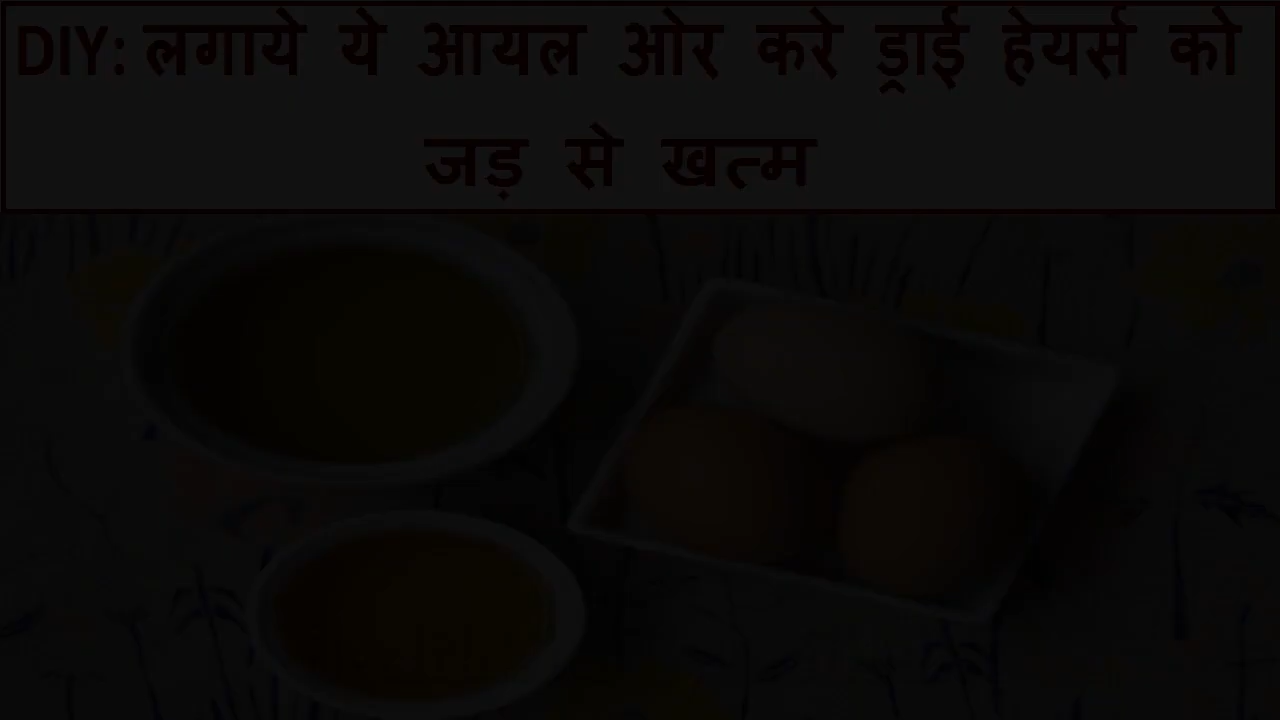 DIY: लगाये ये आयल ओर करे ड्राई हेयर्स को
जड़ से खत्म